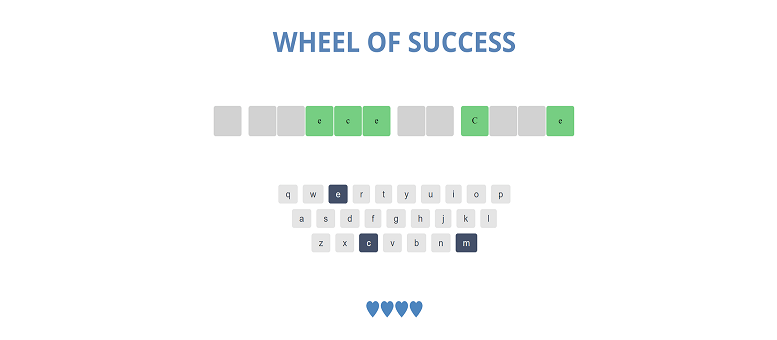 WHEEL OF SUCCESS
e c e C e
q w e r t y u i o p
a s d f g h j k l
z x c v b n m